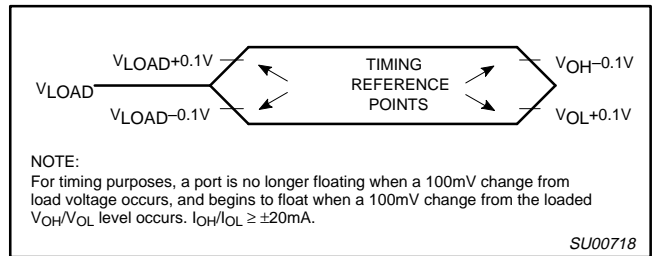 VLOAD+0.1V
TIMING
VOH–0.1V
VLOAD
REFERENCE
VLOAD–0.1V
POINTS
VOL+0.1V
NOTE:
For timing purposes, a port is no longer floating when a 100mV change from
load voltage occurs, and begins to float when a 100mV change from the loaded
VOH/VOL level occurs. IOH/IOL ≥ ±20mA.
SU00718